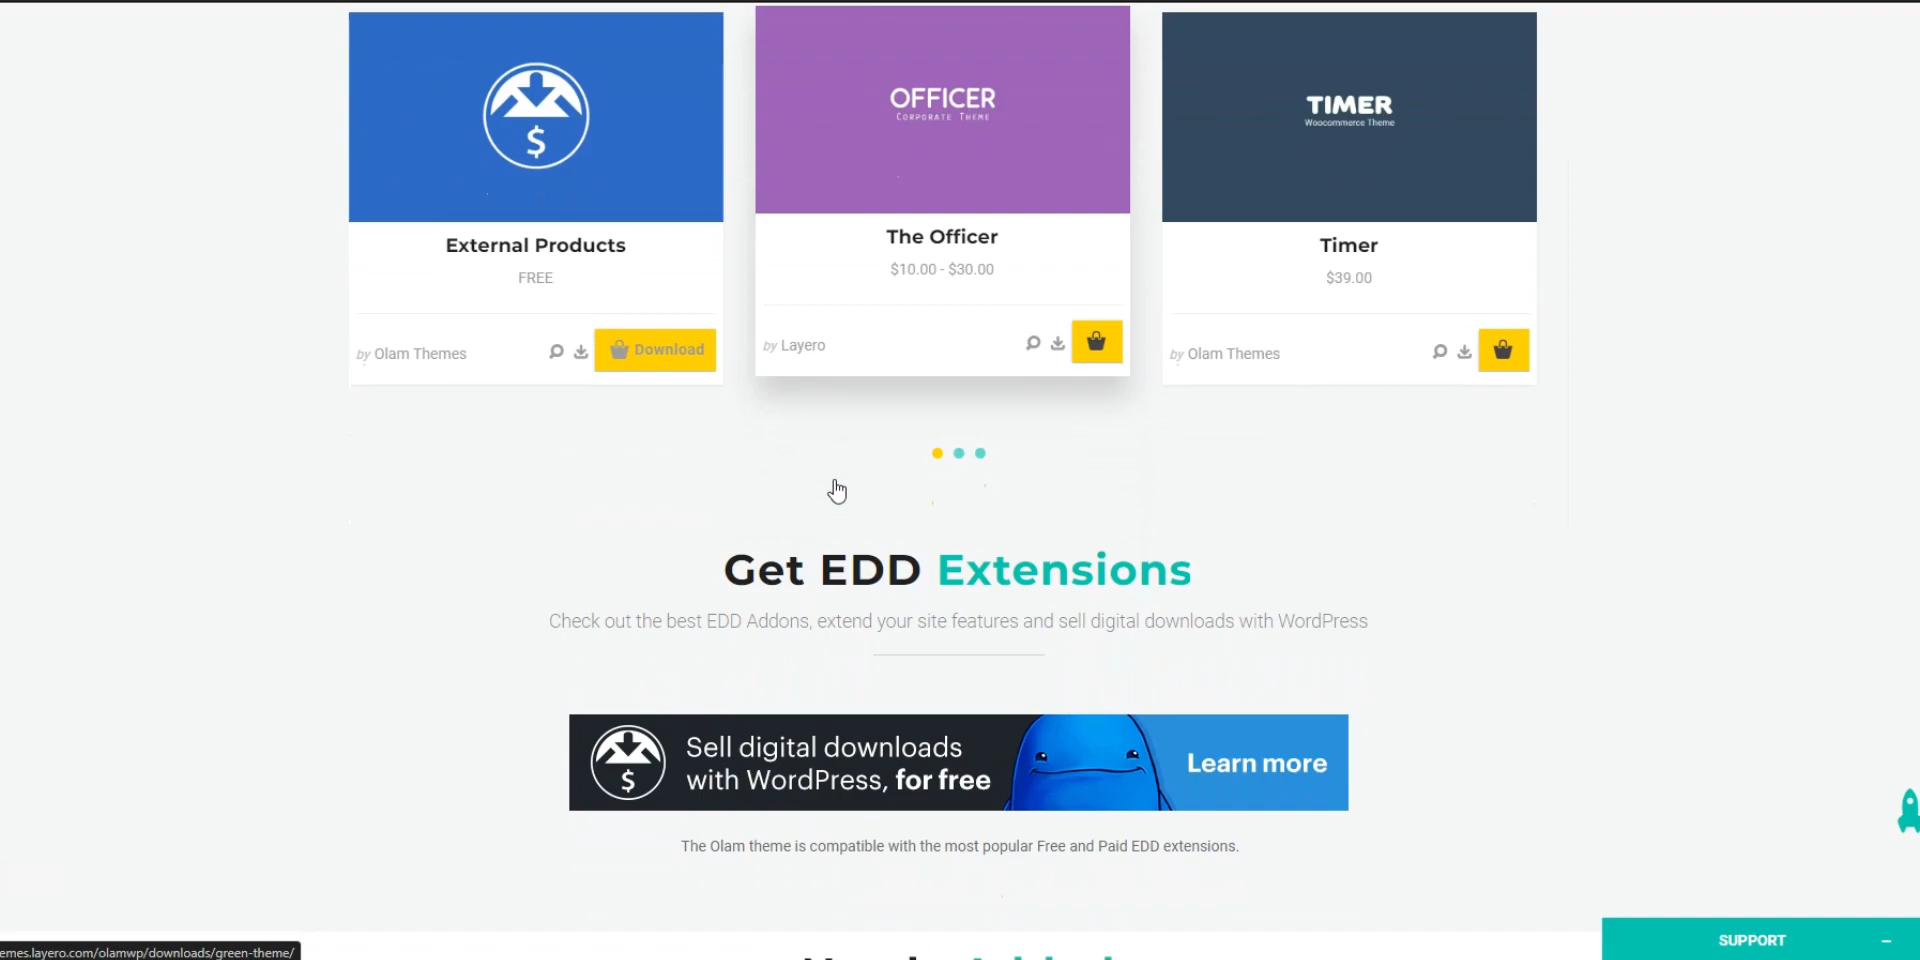 OFFICER
CORPORATE THEME
TIMER
Woocommerce Theme
$
External Products
FREE
by Olam Themes
Download
The Officer
$10.00 - $30.00
by Layero
Timer
$39.00
by Olam Themes
Get EDD Extensions
Check out the best EDD Addons, extend your site features and sell digital downloads with WordPress
$
Sell digital downloads
with WordPress, for free
Learn more
The Olam theme is compatible with the most popular Free and Paid EDD extensions.
SUPPORT
emes.layero.com/olamwp/downloads/green-theme/